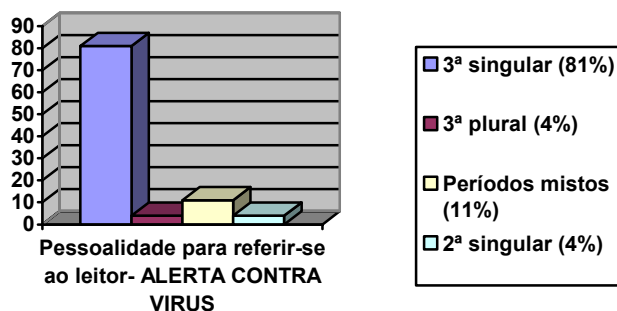 90
80
70
60
50
40
30
20
10
0
Pessoalidade para referir-se
ao leitor- ALERTA CONTRA
VIRUS
3ª singular (81%)
3ª plural (4%)
Períodos mistos
(11%)
2ª singular (4%)